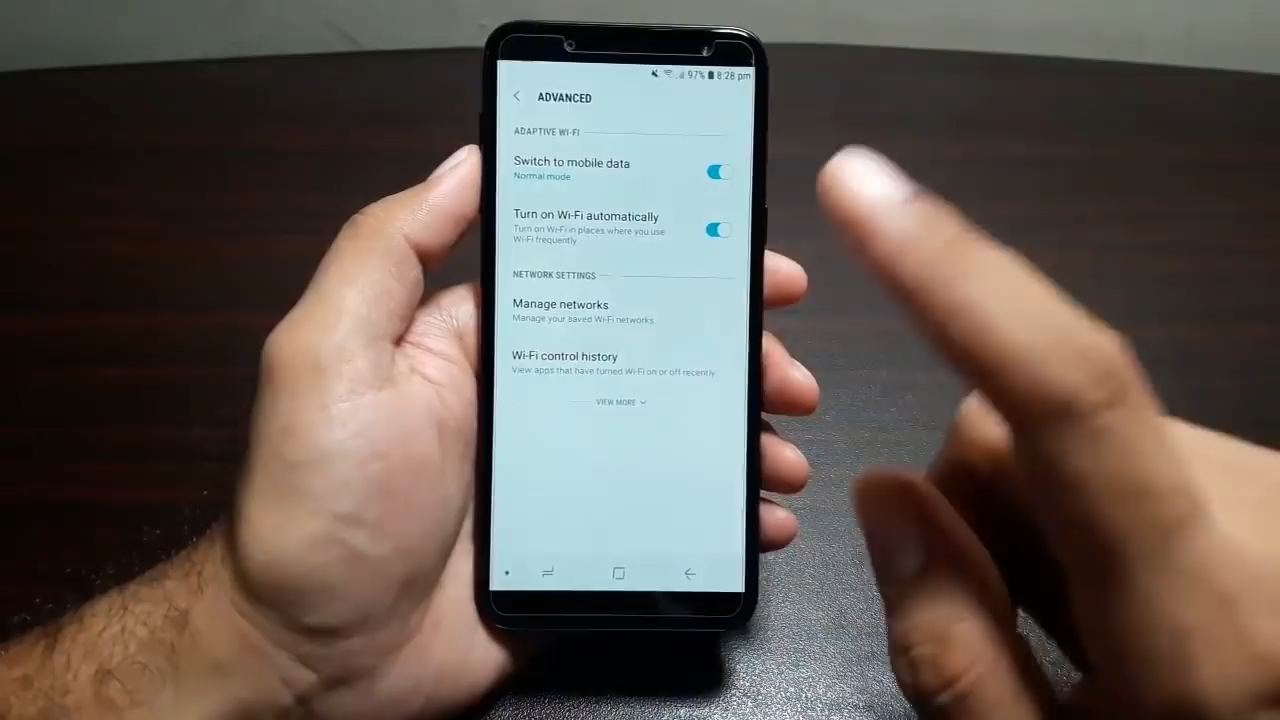 97% 8:28 pm
ADVANCED
ADAPTIVE WI-FI
Switch to mobile data
Normal mode
Turn on Wi-Fi automatically
Turn on Wi-Fi in places where you use
Wi-Fi frequently
NETWORK SETTINGS
Manage networks
Manage your saved Wi-Fi networks.
Wi-Fi control history
View apps that have turned Wi-Fi on or off recently
VIEW MORE